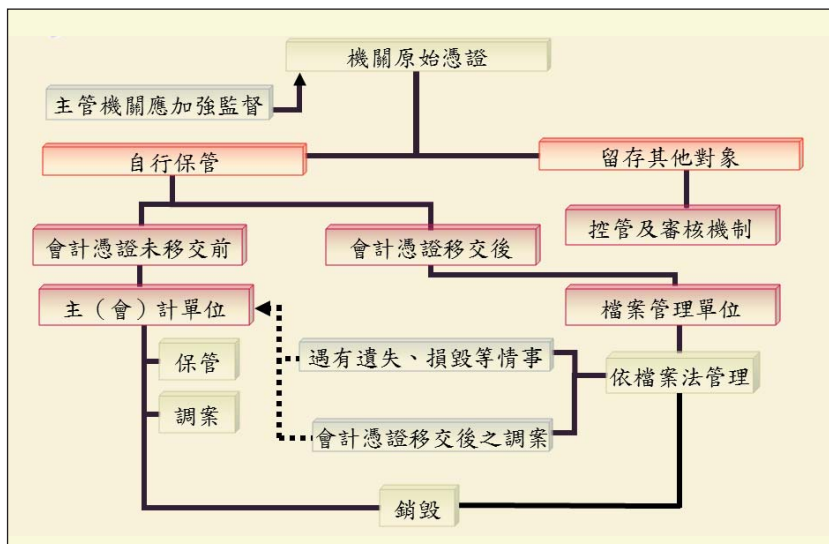 機關原始憑證
主管機關應加強監督
自行保管
留存其他對象
會計憑證未移交前
會計憑證移交後
控管及審核機制
主（會）計單位
檔案管理單位
保管
遇有遺失、損毀等情事
依檔案法管理
調案
會計憑證移交後之調案
銷毀